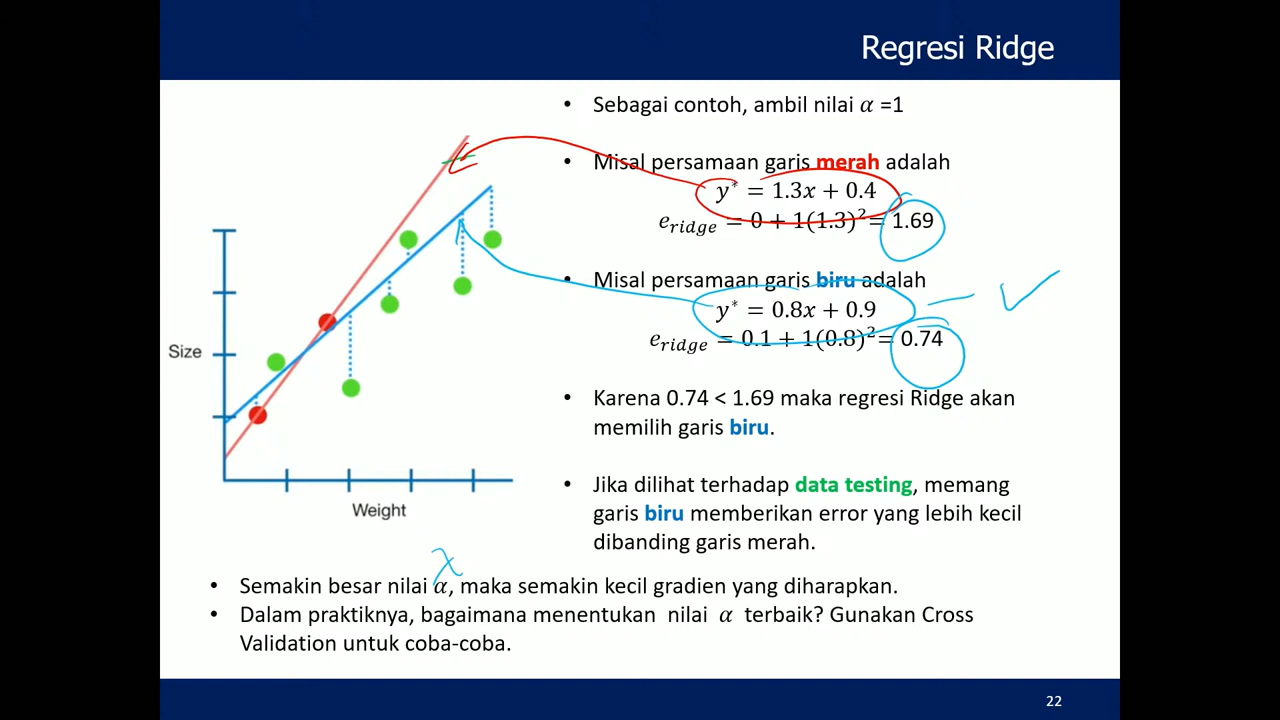 Regresi Ridge
• Sebagai contoh, ambil nilai α =1
• Misal persamaan garis merah adalah
y* = 1.3x + 0.4
e_ridge = 0 + 1(1.3)² = 1.69
• Misal persamaan garis biru adalah
y* = 0.8x + 0.9
e_ridge = 0.1 + 1(0.8)² = 0.74
• Karena 0.74 < 1.69 maka regresi Ridge akan
memilih garis biru.
• Jika dilihat terhadap data testing, memang
garis biru memberikan error yang lebih kecil
dibanding garis merah.
Size
Weight
λ
• Semakin besar nilai α, maka semakin kecil gradien yang diharapkan.
• Dalam praktiknya, bagaimana menentukan nilai α terbaik? Gunakan Cross
Validation untuk coba-coba.
22